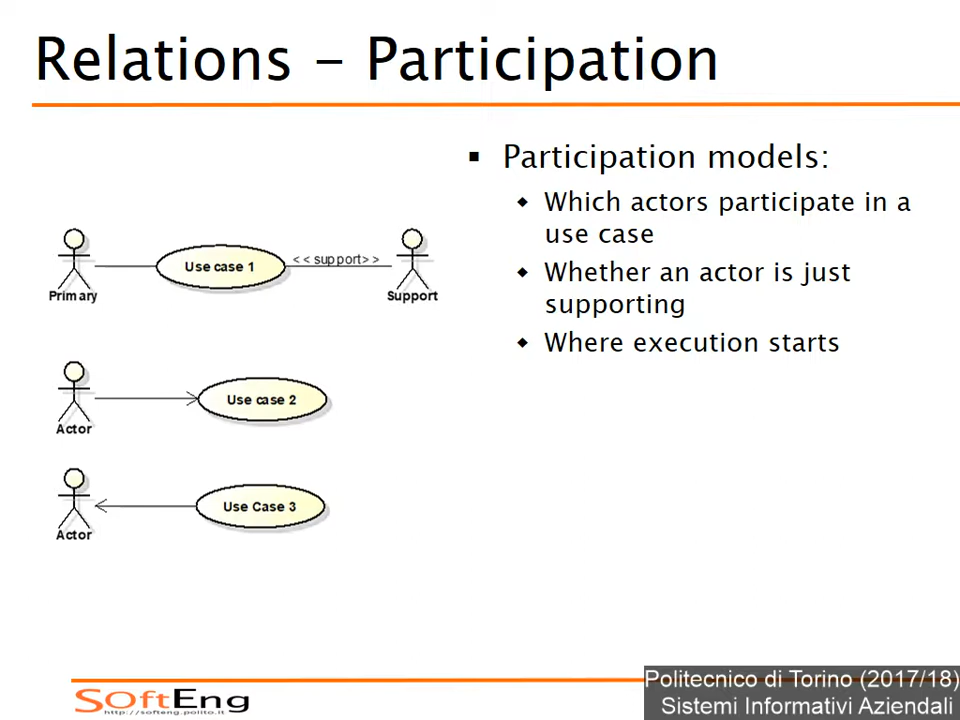 Relations - Participation
▪ Participation models:
◆ Which actors participate in a
use case
◆ Whether an actor is just
supporting
◆ Where execution starts
Use case 1
<< support>>
Primary
Support
Use case 2
Actor
Use Case 3
Actor
SOftEng
http://softeng.polito.it
Politecnico di Torino (2017/18)
Sistemi Informativi Aziendali